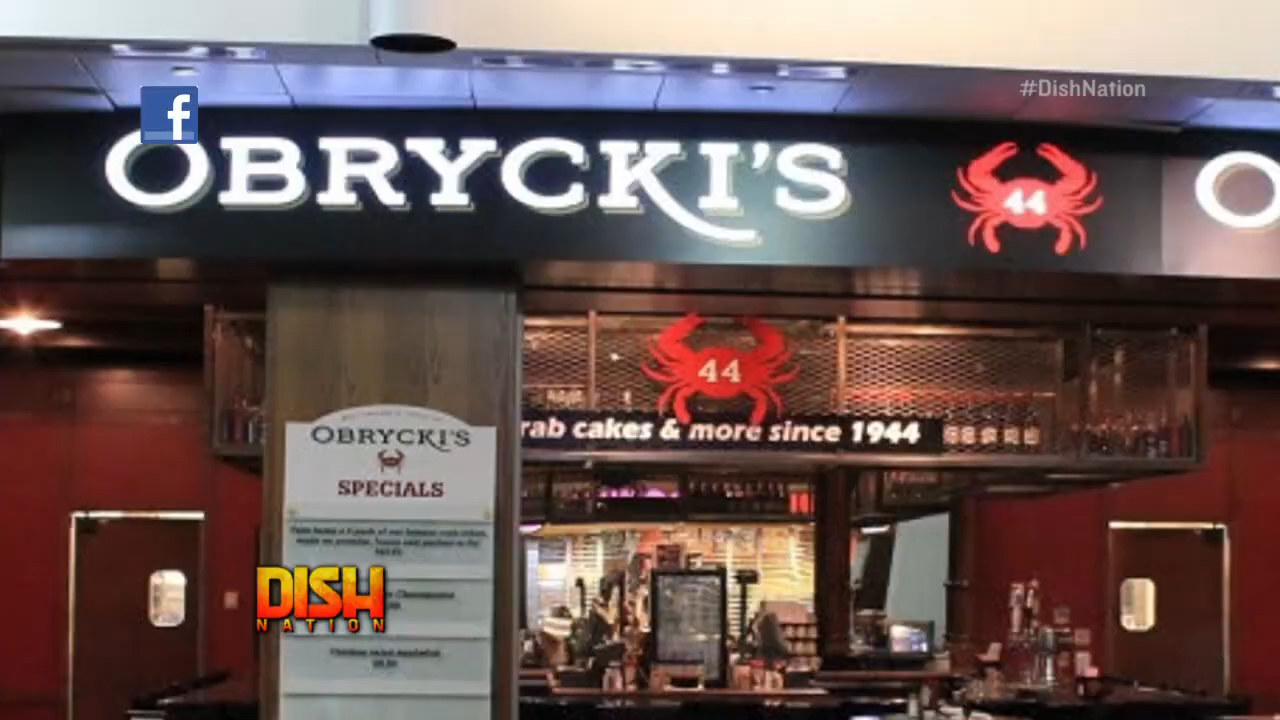 #DishNation
f
OBRYCKI'S
44
O
44
rab cakes & more since 1944
OBRYCKI'S
SPECIALS
DISH
NATION